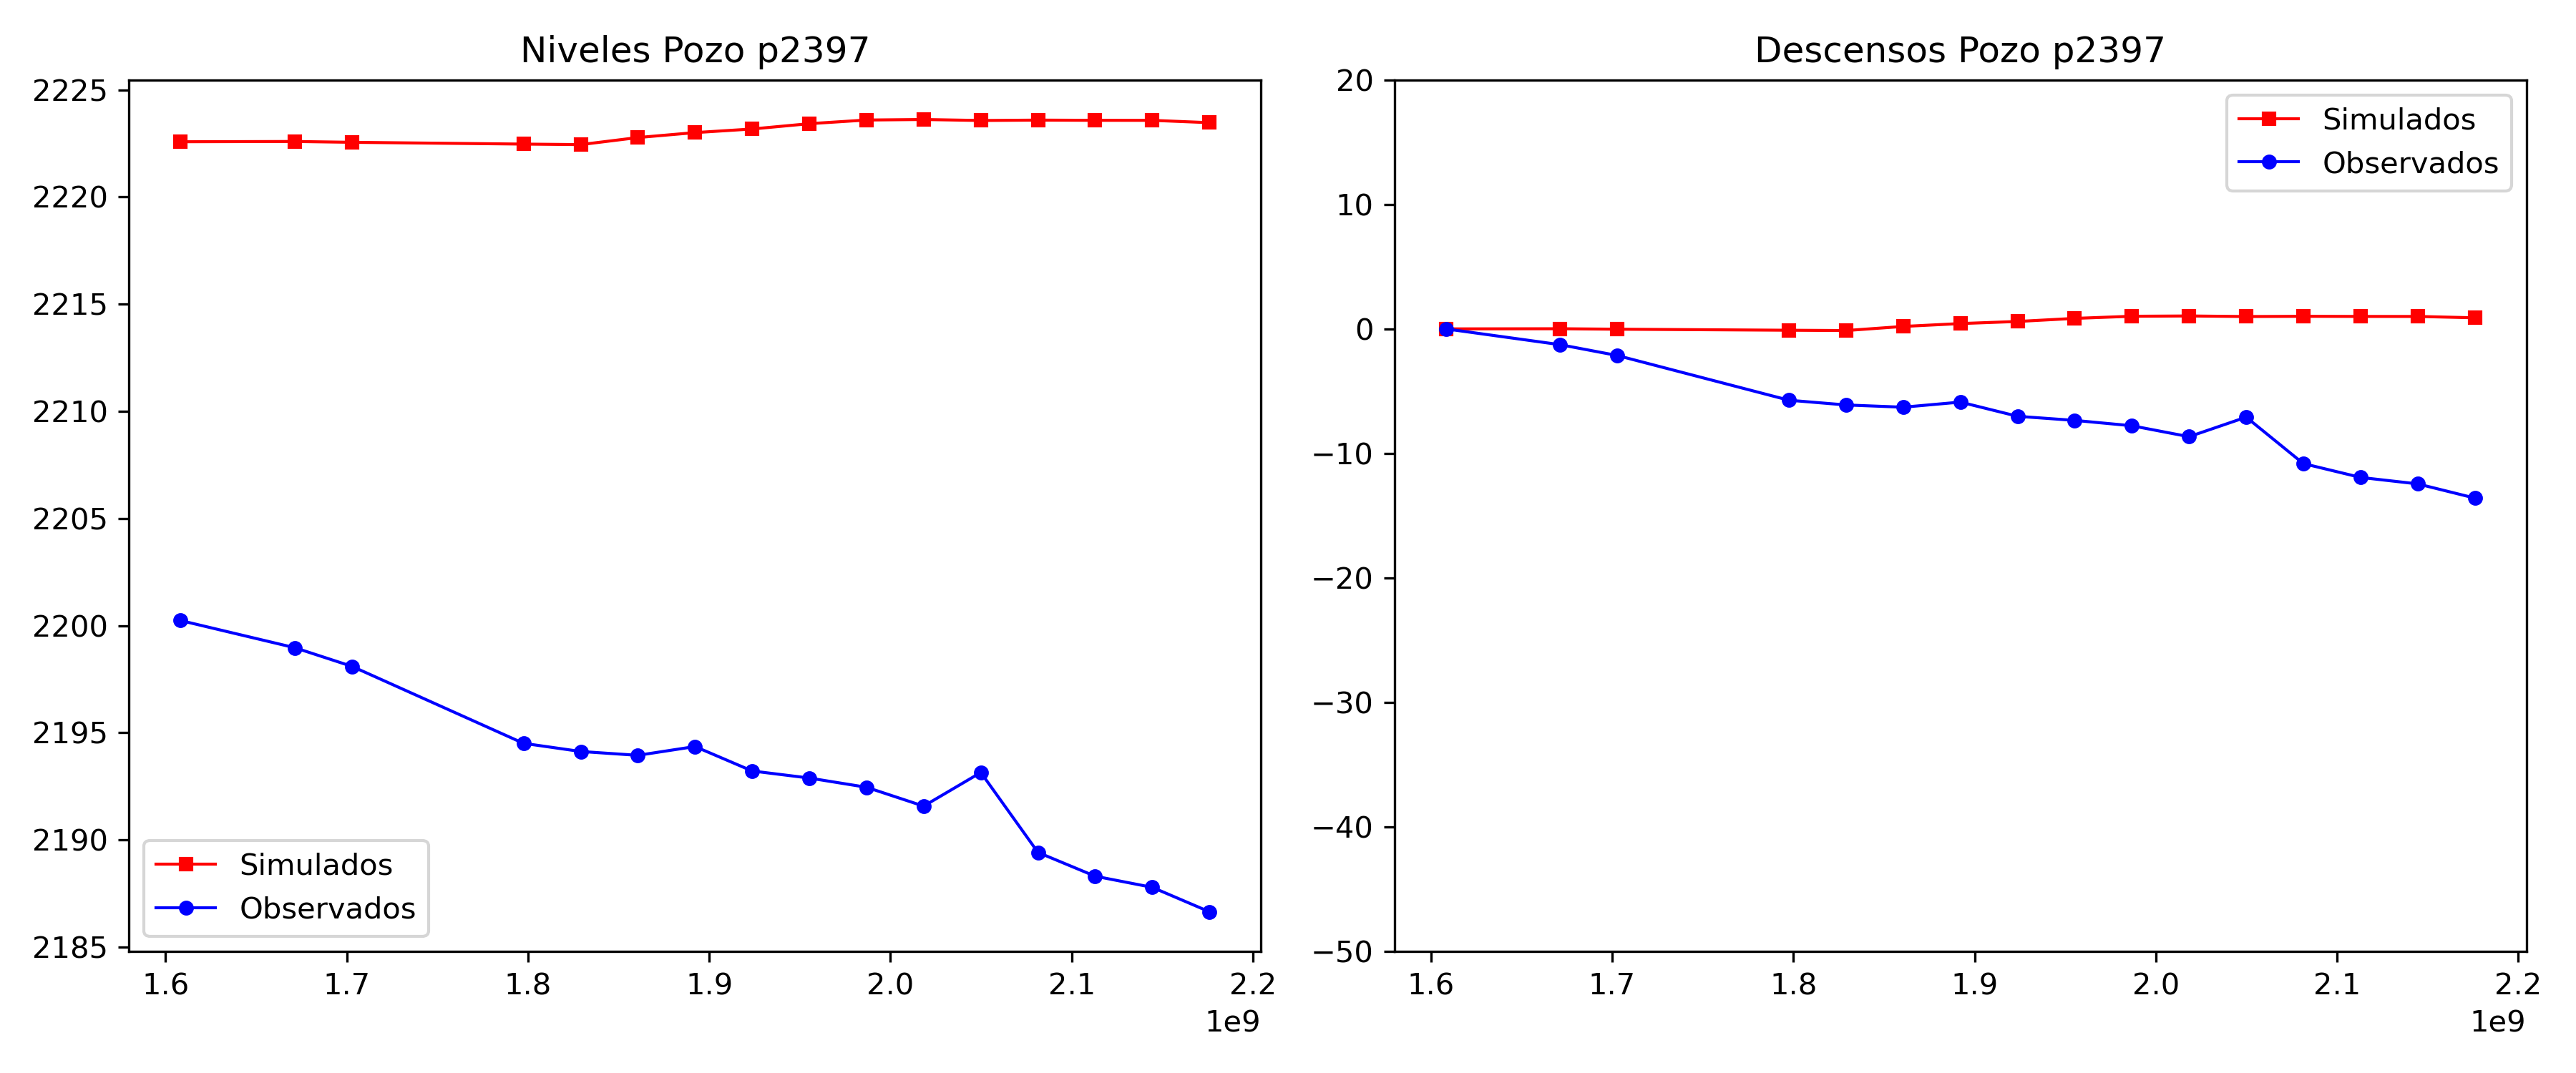 Niveles Pozo p2397
2225
2220
2215
2210
2205
2200
2195
2190
2185
Simulados
Observados
1.6 1.7 1.8 1.9 2.0 2.1 2.2
1e9
Descensos Pozo p2397
20
10
0
−10
−20
−30
−40
−50
Simulados
Observados
1.6 1.7 1.8 1.9 2.0 2.1 2.2
1e9